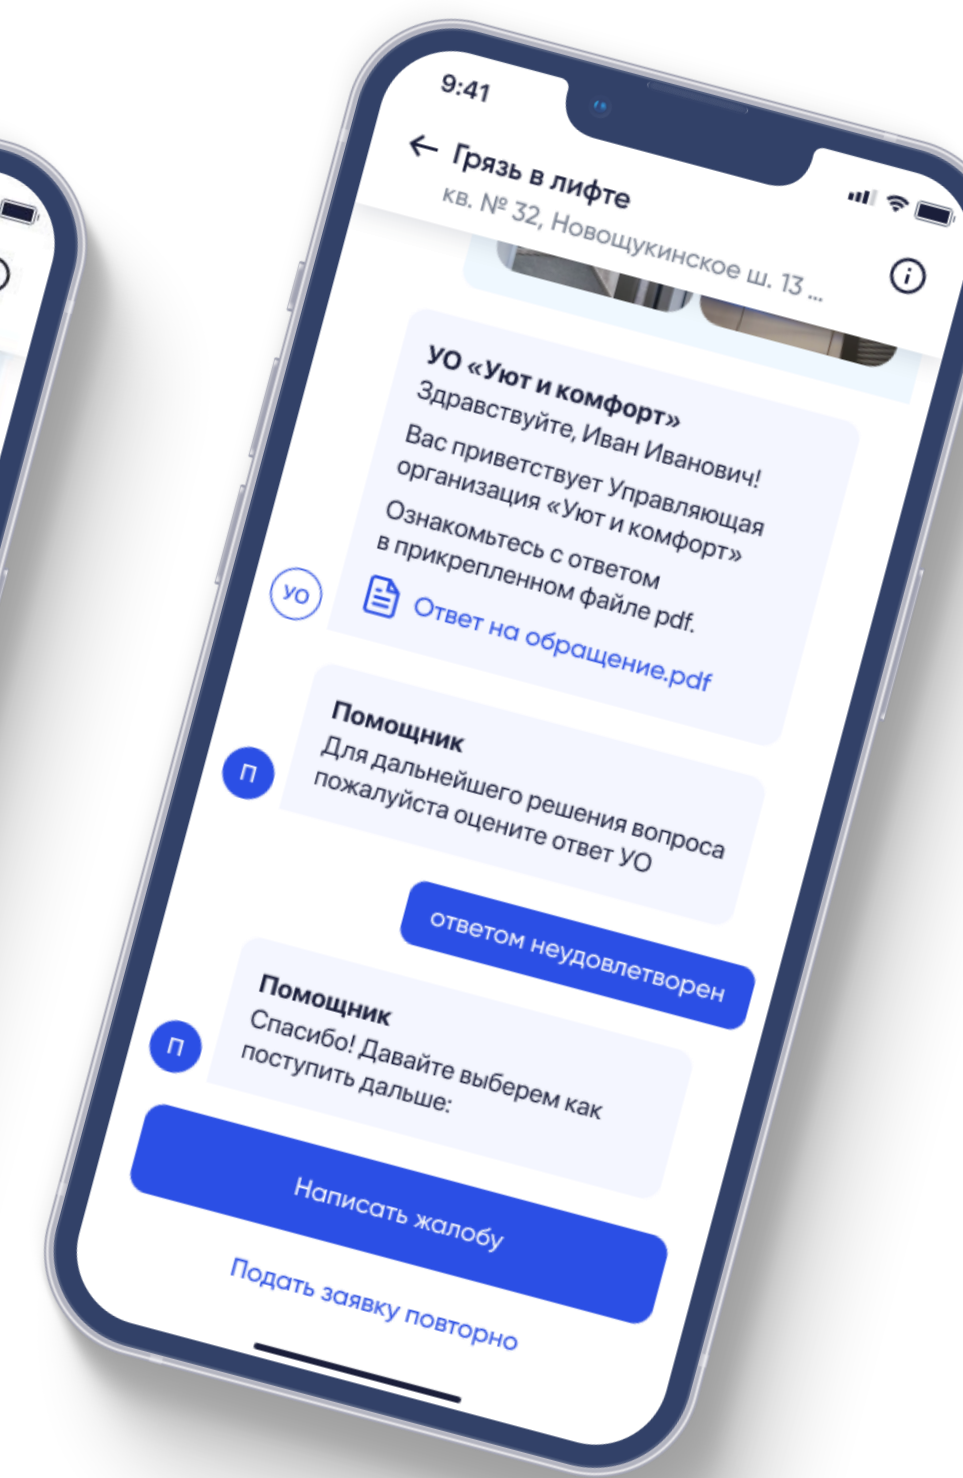 9:41
Грязь в лифте
кв. № 32, Новощукинское ш. 13 ...
УО «Уют и комфорт»
Здравствуйте, Иван Иванович!
Вас приветствует Управляющая
организация «Уют и комфорт»
Ознакомьтесь с ответом
в прикрепленном файле pdf.
Ответ на обращение.pdf
УО
Помощник
Для дальнейшего решения вопроса
пожалуйста оцените ответ УО
П
ответом неудовлетворен
Помощник
Спасибо! Давайте выберем как
поступить дальше:
П
Написать жалобу
Подать заявку повторно